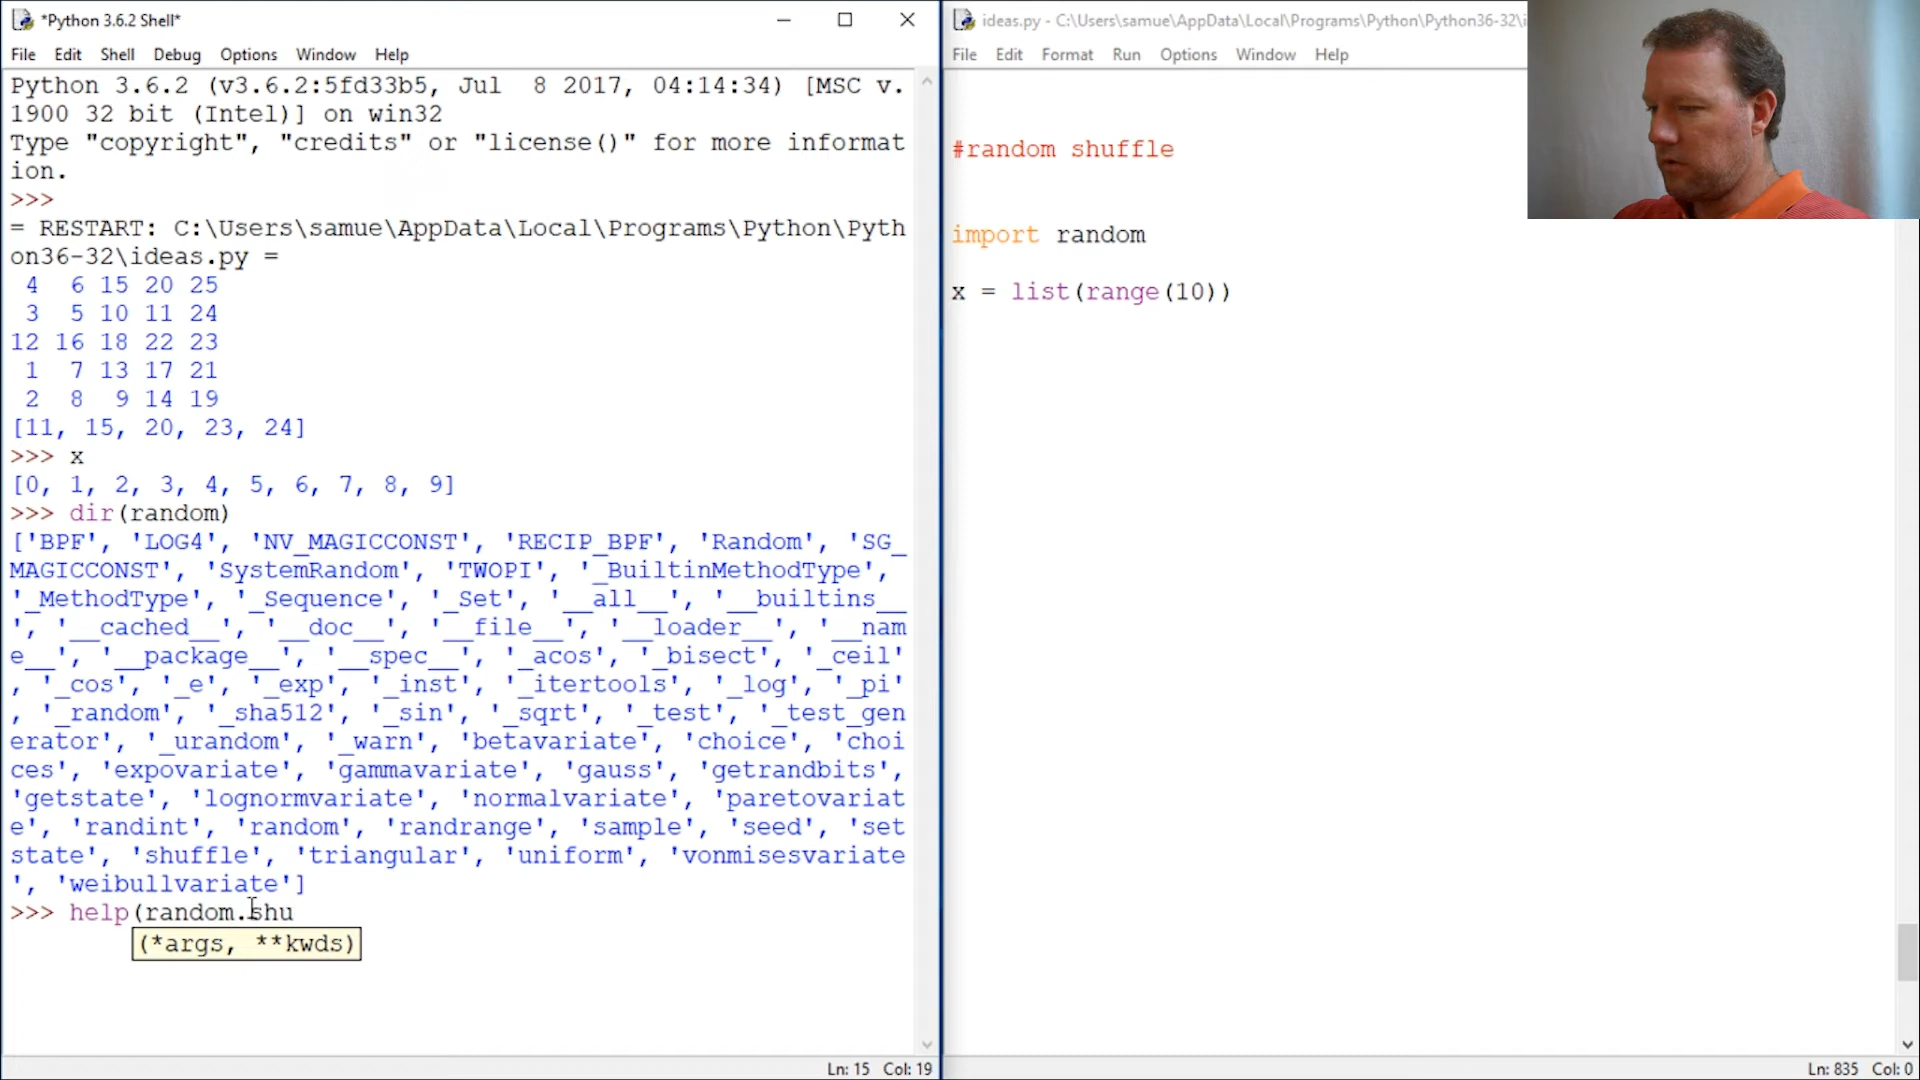 *Python 3.6.2 Shell*
File Edit Shell Debug Options Window Help
Python 3.6.2 (v3.6.2:5fd33b5, Jul  8 2017, 04:14:34) [MSC v.
1900 32 bit (Intel)] on win32
Type "copyright", "credits" or "license()" for more informat
ion.
>>>
= RESTART: C:\Users\samue\AppData\Local\Programs\Python\Pyth
on36-32\ideas.py =
 4  6 15 20 25
 3  5 10 11 24
12 16 18 22 23
 1  7 13 17 21
 2  8  9 14 19
[11, 15, 20, 23, 24]
>>> x
[0, 1, 2, 3, 4, 5, 6, 7, 8, 9]
>>> dir(random)
['BPF', 'LOG4', 'NV_MAGICCONST', 'RECIP_BPF', 'Random', 'SG_
MAGICCONST', 'SystemRandom', 'TWOPI', '_BuiltinMethodType',
'_MethodType', '_Sequence', '_Set', '__all__', '__builtins__
', '__cached__', '__doc__', '__file__', '__loader__', '__nam
e__', '__package__', '__spec__', '_acos', '_bisect', '_ceil'
, '_cos', '_e', '_exp', '_inst', '_itertools', '_log', '_pi'
, '_random', '_sha512', '_sin', '_sqrt', '_test', '_test_gen
erator', '_urandom', '_warn', 'betavariate', 'choice', 'choi
ces', 'expovariate', 'gammavariate', 'gauss', 'getrandbits',
'getstate', 'lognormvariate', 'normalvariate', 'paretovariat
e', 'randint', 'random', 'randrange', 'sample', 'seed', 'set
state', 'shuffle', 'triangular', 'uniform', 'vonmisesvariate
', 'weibullvariate']
>>> help(random.shu
(*args, **kwds)
Ln: 15 Col: 19
ideas.py - C:\Users\samue\AppData\Local\Programs\Python\Python36-32\i
File Edit Format Run Options Window Help
#random shuffle
import random
x = list(range(10))
Ln: 835 Col: 0